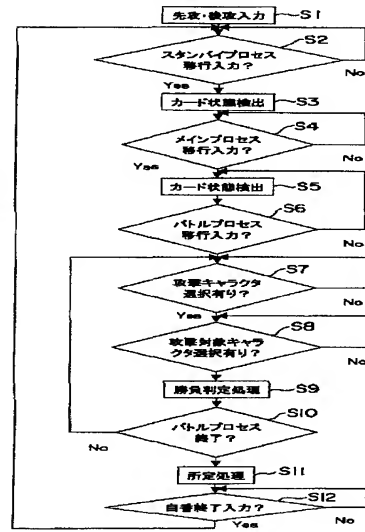 先攻・後攻入力
S1
S2
スタンバイプロセス
移行入力?
No
Yes
カード状態検出
S3
S4
メインプロセス
移行入力?
No
Yes
カード状態検出
S5
S6
バトルプロセス
移行入力?
No
S7
攻撃キャラクタ
選択有り?
No
Yes
S8
攻撃対象キャラ
クタ選択有り?
No
勝負判定処理
S9
S10
バトルプロセス
終了?
No
所定処理
S11
S12
自番終了入力?
No
Yes